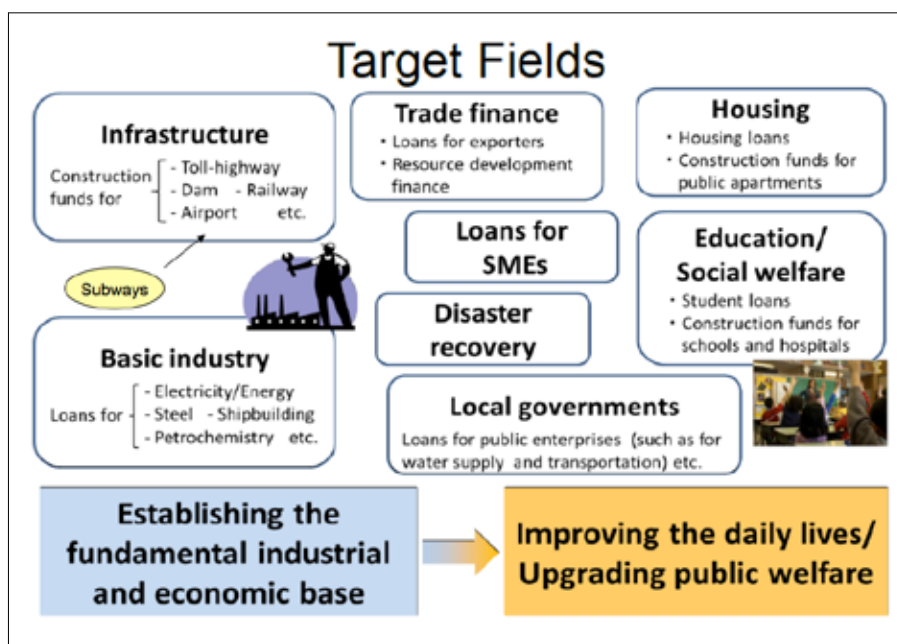 Target Fields
Infrastructure
Construction funds for
- Toll-highway
- Dam - Railway
- Airport etc.
Subways
Basic industry
Loans for
- Electricity/Energy
- Steel - Shipbuilding
- Petrochemistry etc.
Trade finance
• Loans for exporters
• Resource development
finance
Loans for
SMEs
Disaster
recovery
Housing
• Housing loans
• Construction funds for
public apartments
Education/
Social welfare
• Student loans
• Construction funds for
schools and hospitals
Local governments
Loans for public enterprises (such as for
water supply and transportation) etc.
Establishing the
fundamental industrial
and economic base
Improving the daily lives/
Upgrading public welfare